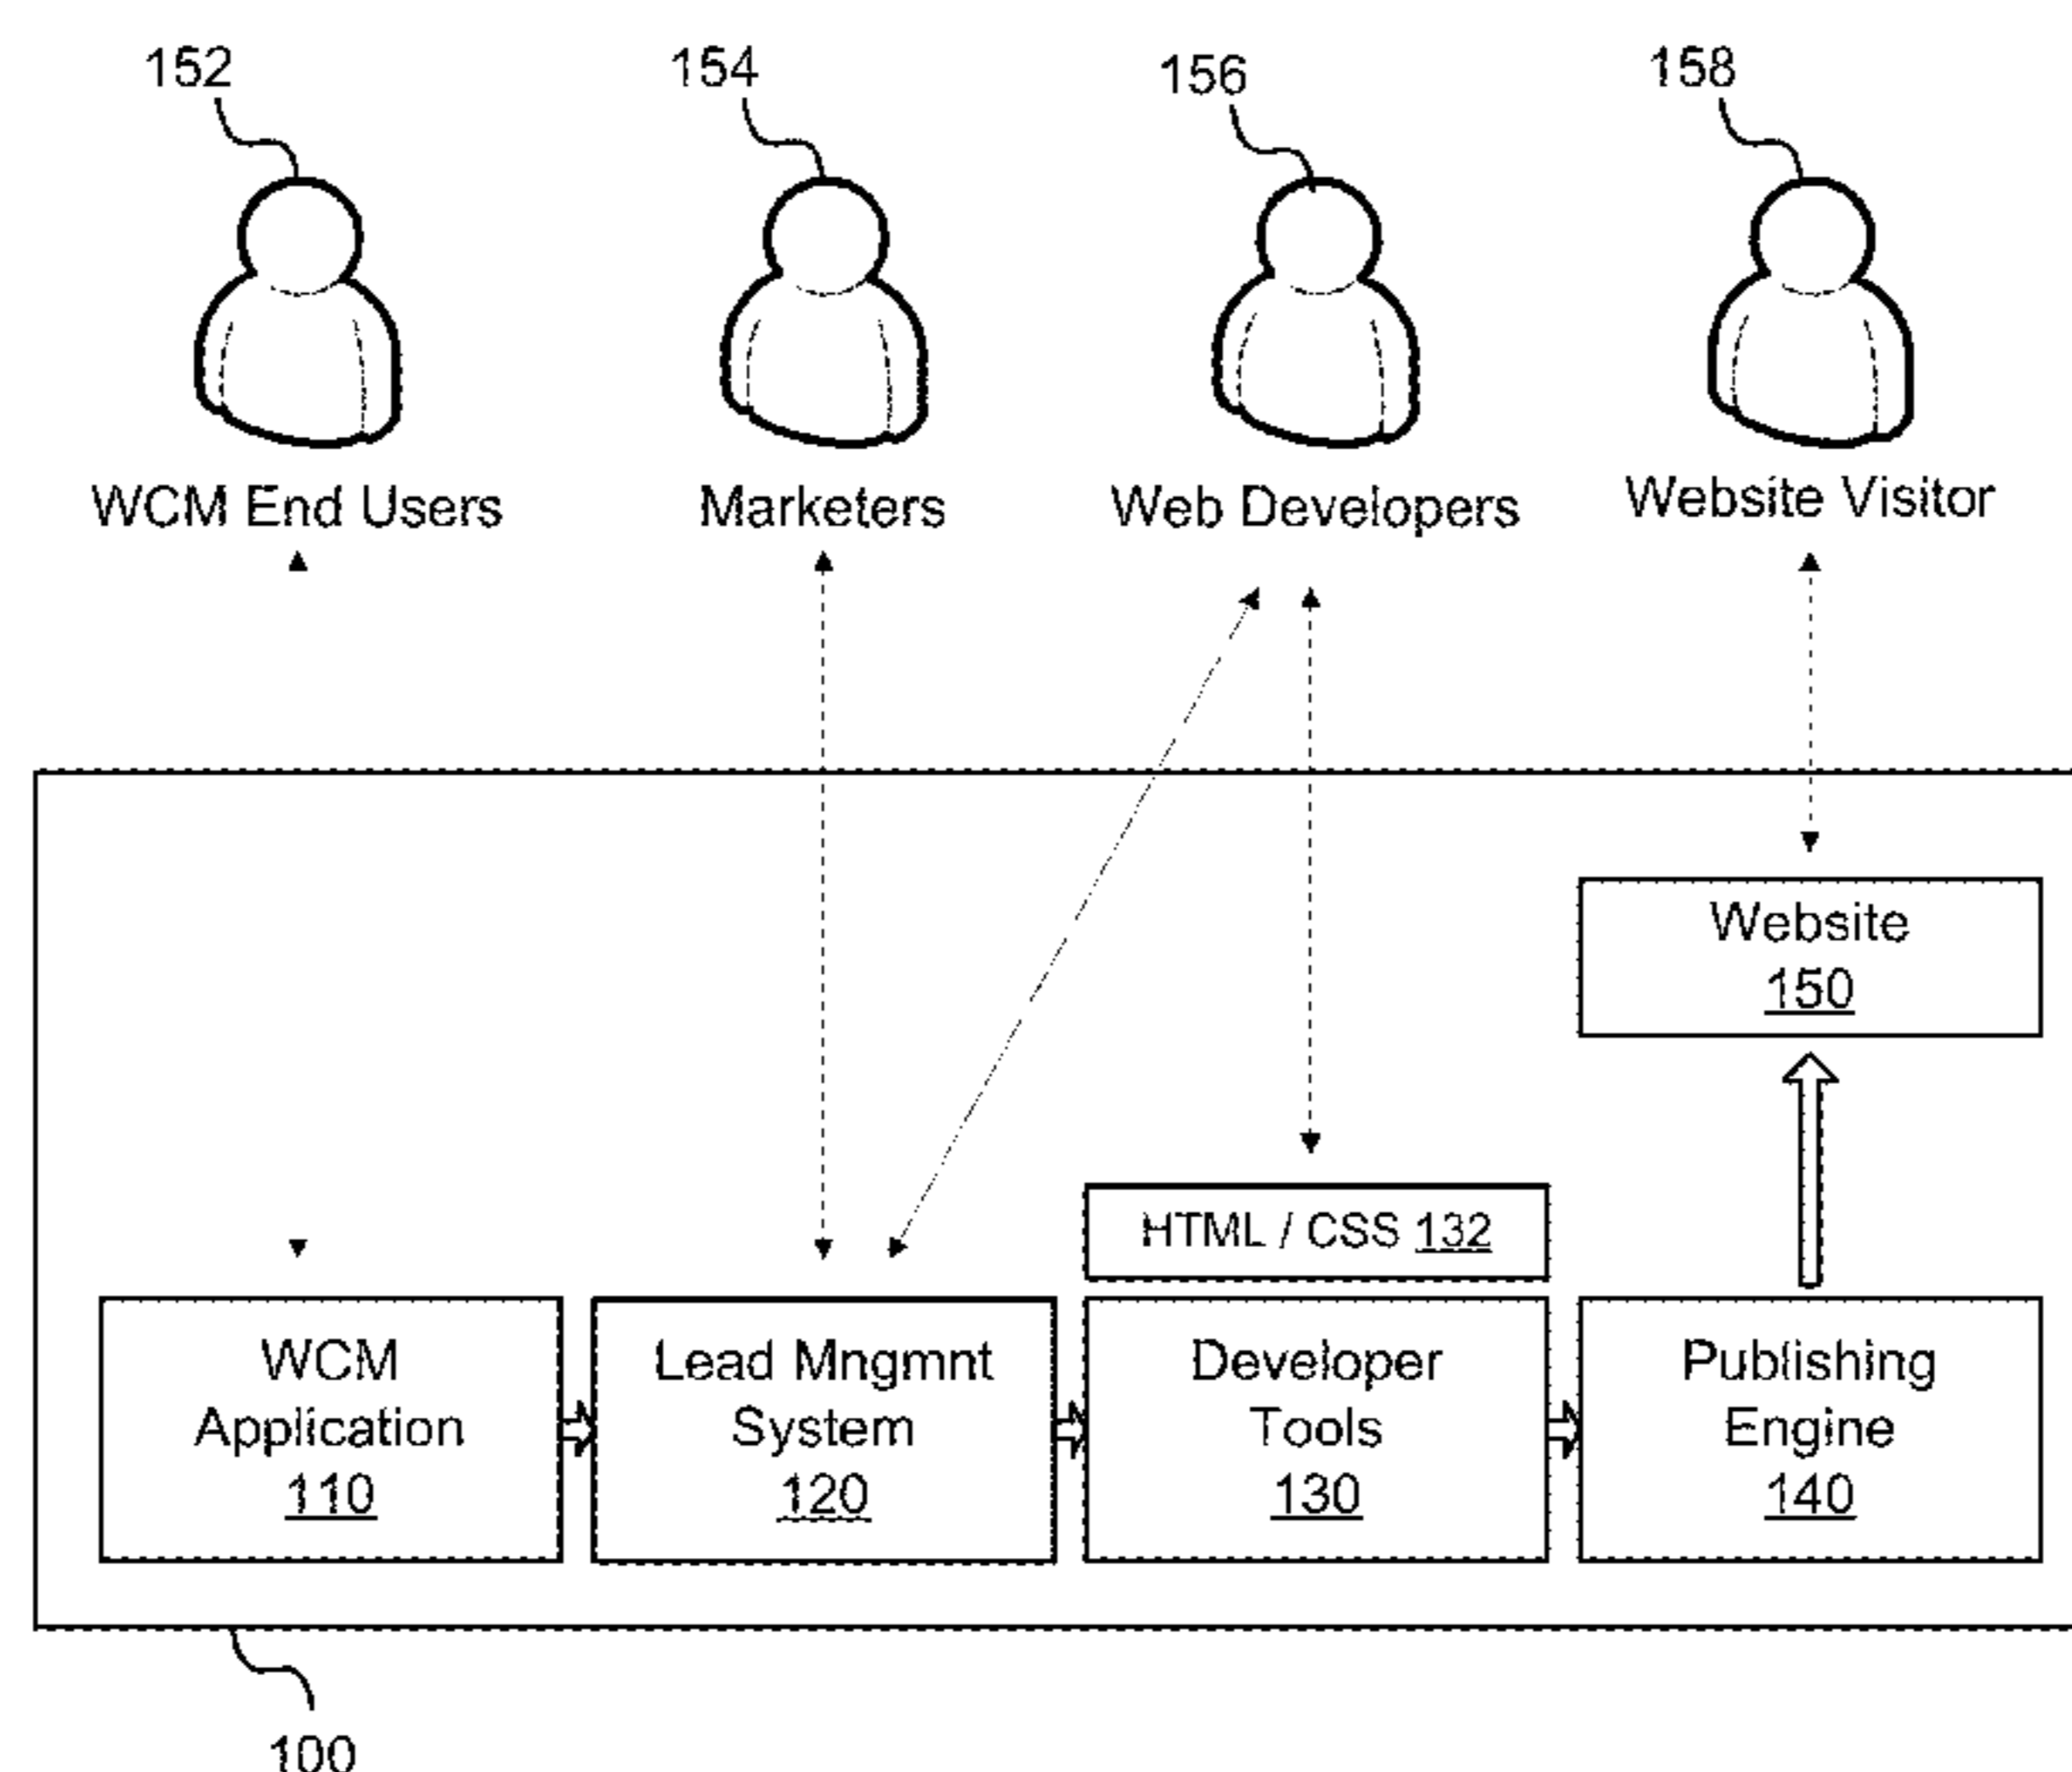 152
154
156
158
WCM End Users
Marketers
Web Developers
Website Visitor
Website
150
HTML / CSS 132
WCM
Application
110
Lead Mngmnt
System
120
Developer
Tools
130
Publishing
Engine
140
100